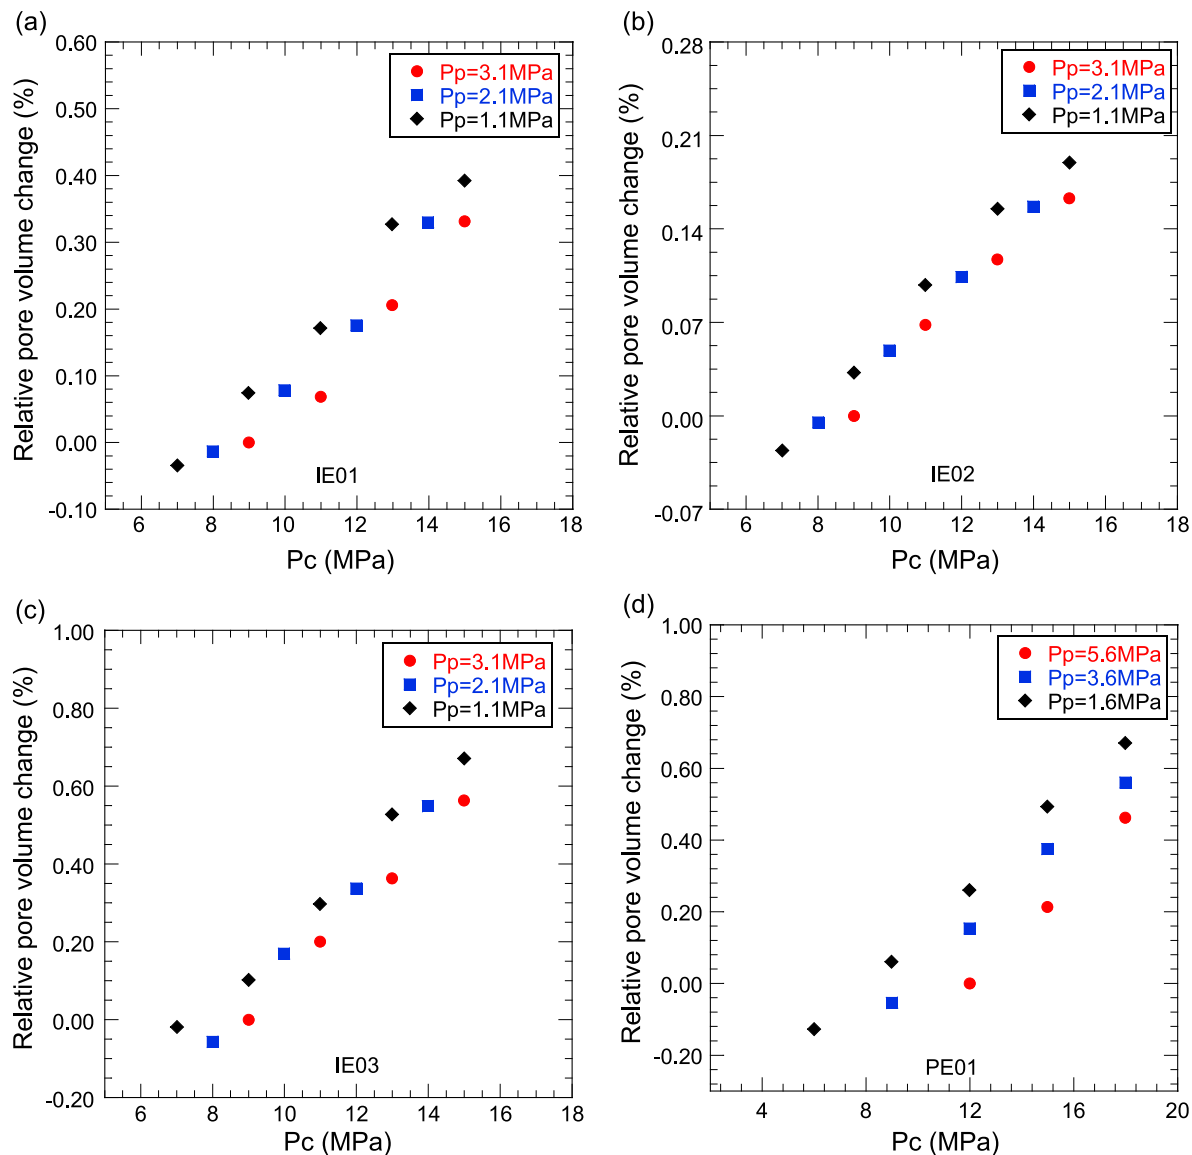 (a)
0.60
0.50
0.40
0.30
0.20
0.10
0.00
-0.10
Relative pore volume change (%)
Pp=3.1MPa
Pp=2.1MPa
Pp=1.1MPa
IE01
6 8 10 12 14 16 18
Pc (MPa)
(b)
0.28
0.21
0.14
0.07
0.00
-0.07
Relative pore volume change (%)
Pp=3.1MPa
Pp=2.1MPa
Pp=1.1MPa
IE02
6 8 10 12 14 16 18
Pc (MPa)
(c)
1.00
0.80
0.60
0.40
0.20
0.00
-0.20
Relative pore volume change (%)
Pp=3.1MPa
Pp=2.1MPa
Pp=1.1MPa
IE03
6 8 10 12 14 16 18
Pc (MPa)
(d)
1.00
0.80
0.60
0.40
0.20
0.00
-0.20
Relative pore volume change (%)
Pp=5.6MPa
Pp=3.6MPa
Pp=1.6MPa
PE01
4 8 12 16 20
Pc (MPa)